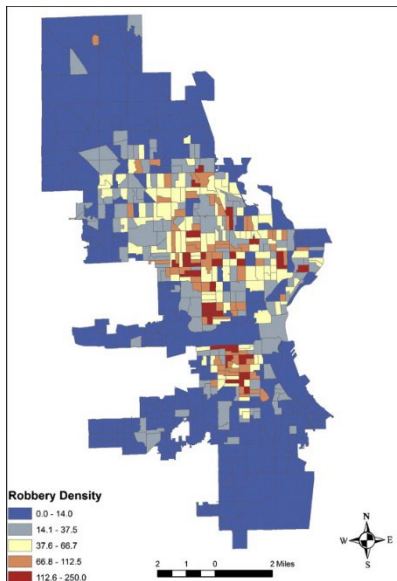 Robbery Density
0.0 - 14.0
14.1 - 37.5
37.6 - 66.7
66.8 - 112.5
112.6 - 250.0
2 1 0 2 Miles
N
W E
S